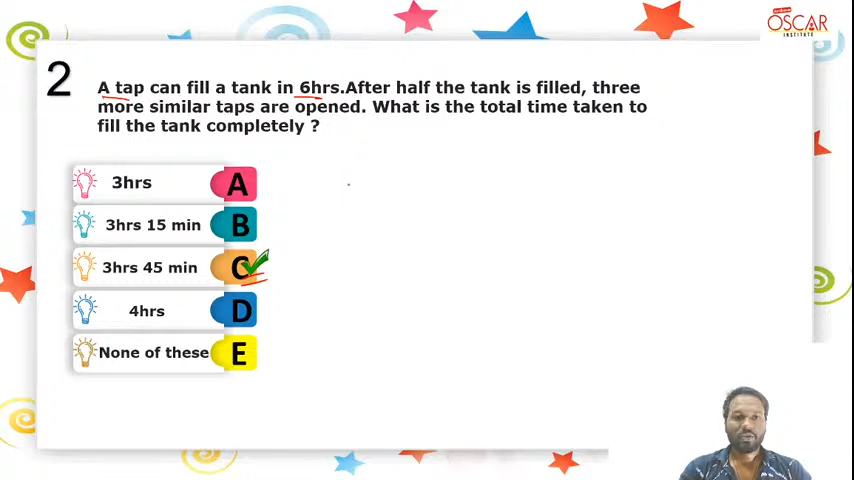 OSCAR
INSTITUTE
2
A tap can fill a tank in 6hrs.After half the tank is filled, three
more similar taps are opened. What is the total time taken to
fill the tank completely ?
3hrs A
3hrs 15 min B
3hrs 45 min C
4hrs D
None of these E